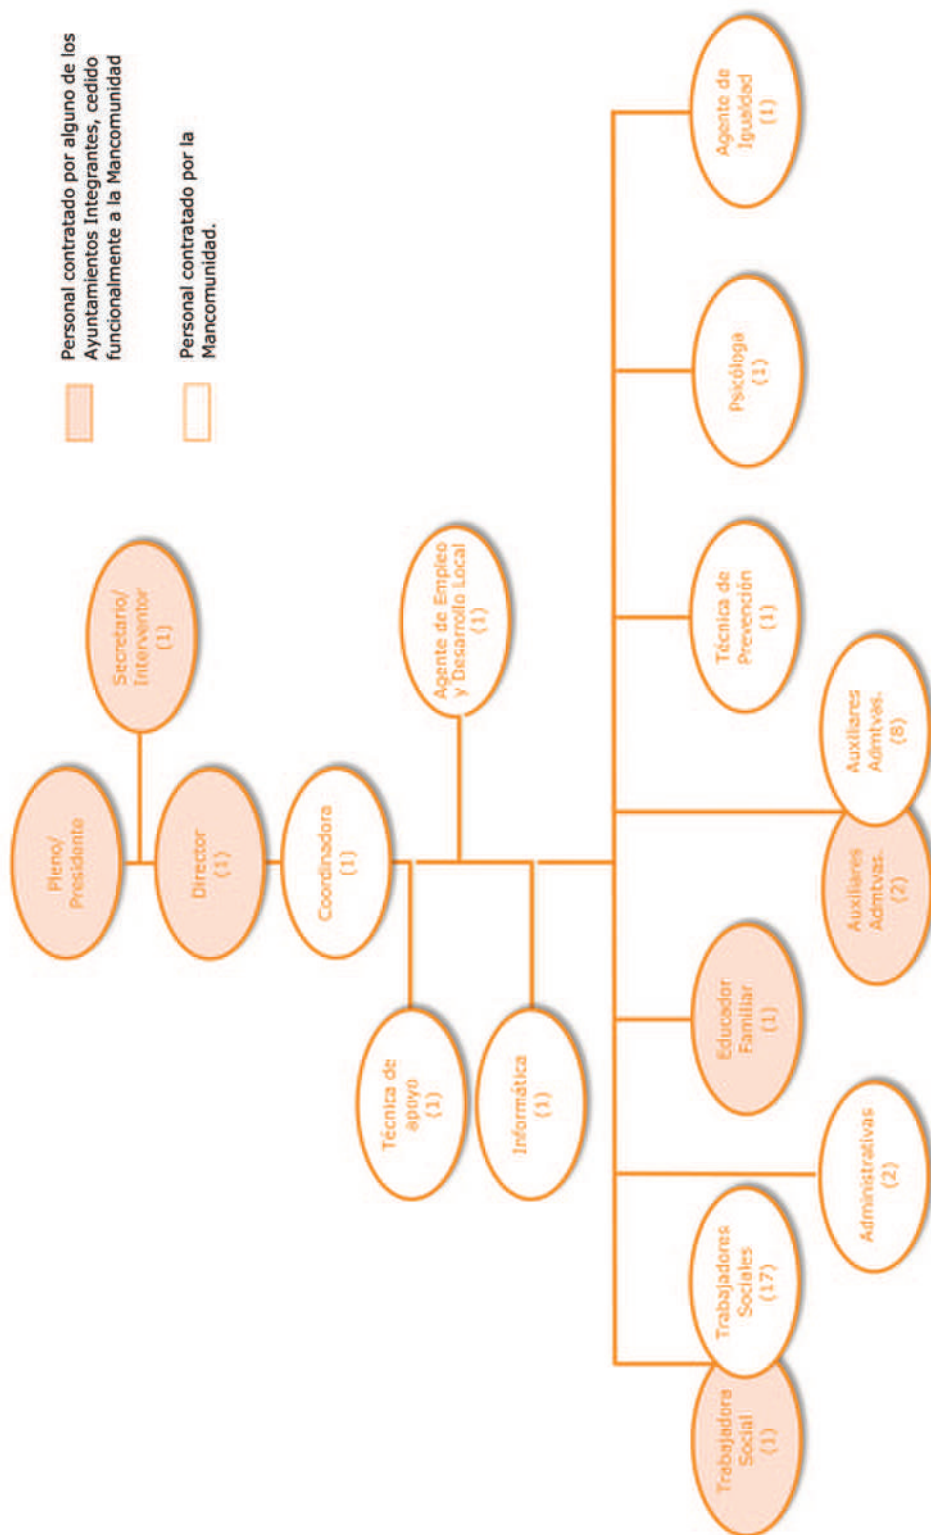 Personal contratado por alguno de los
Ayuntamientos Integrantes, cedido
funcionalmente a la Mancomunidad
Personal contratado por la
Mancomunidad.
Pleno/
Presidente
Secretario/
Interventor
(1)
Director
(1)
Coordinadora
(1)
Técnica de
apoyo
(1)
Agente de Empleo
y Desarrollo Local
(1)
Informática
(1)
Trabajadora
Social
(1)
Trabajadores
Sociales
(17)
Administrativas
(2)
Educador
Familiar
(1)
Auxiliares
Admtvas.
(2)
Auxiliares
Admtvas.
(8)
Técnica de
Prevención
(1)
Psicóloga
(1)
Agente de
Igualdad
(1)